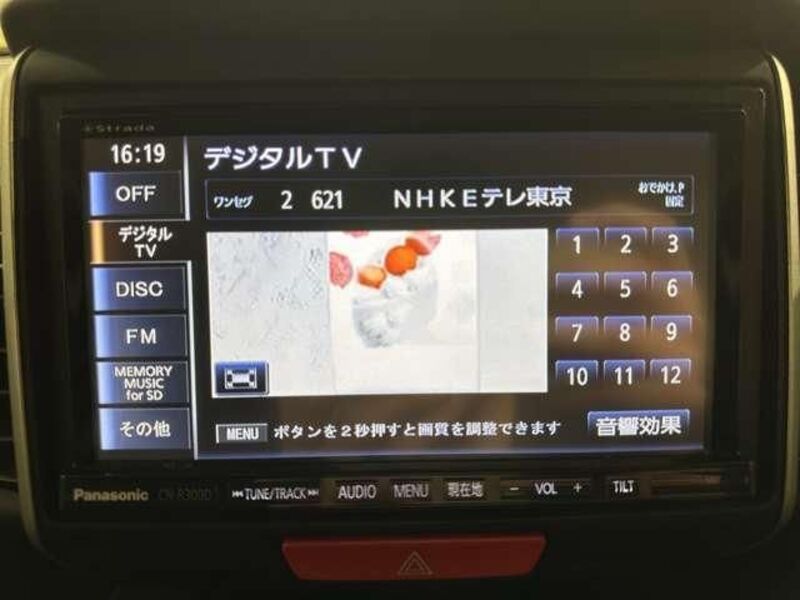 Strada
16:19
デジタルTV
OFF
ワンセグ 2 621 NHKEテレ東京 おでかけ.P
固定
デジタル
TV
DISC
FM
MEMORY
MUSIC
for SD
その他
1 2 3
4 5 6
7 8 9
10 11 12
MENU ボタンを2秒押すと画質を調整できます 音響効果
Panasonic CN-R300D TUNE/TRACK AUDIO MENU 現在地 - VOL + TILT